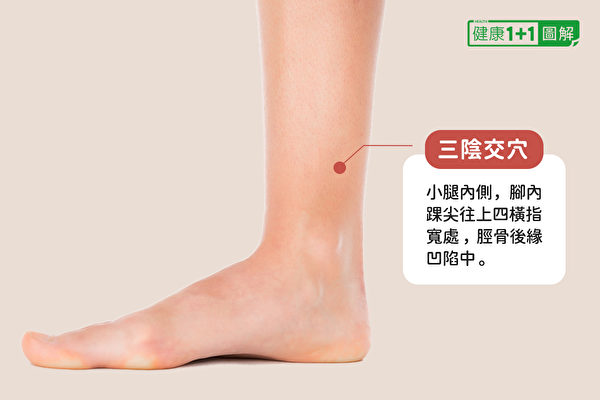 HEALTH
健康1+1 圖解
三陰交穴
小腿內側，腳內
踝尖往上四橫指
寬處，脛骨後緣
凹陷中。